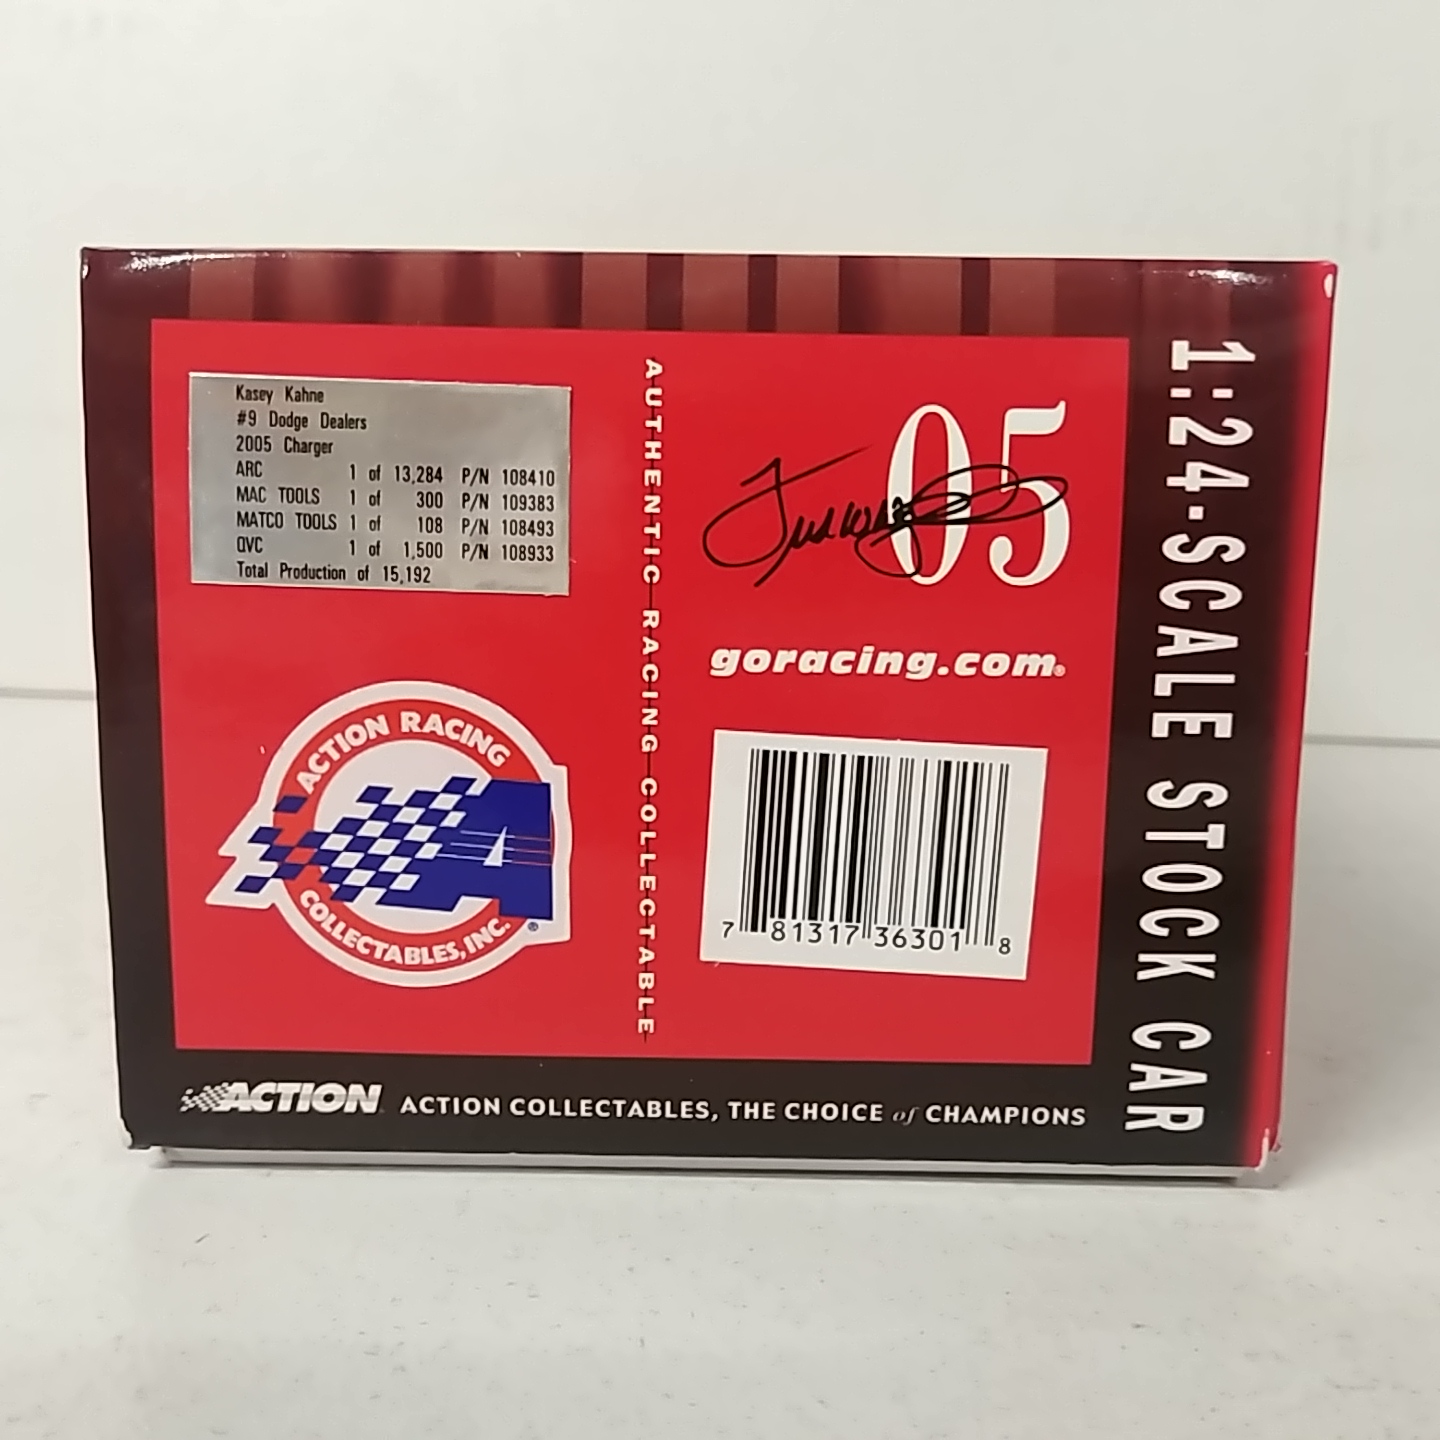 Kasey Kahne
#9 Dodge Dealers
2005 Charger
ARC 1 of 13,284 P/N 108410
MAC TOOLS 1 of 300 P/N 109383
MATCO TOOLS 1 of 108 P/N 108493
QVC 1 of 1,500 P/N 108933
Total Production of 15,192
AUTHENTIC RACING COLLECTABLE
05
goracing.com®
ACTION RACING
COLLECTABLES, INC.®
7 81317 36301 8
1:24-SCALE STOCK CAR
ACTION
ACTION COLLECTABLES, THE CHOICE of CHAMPIONS